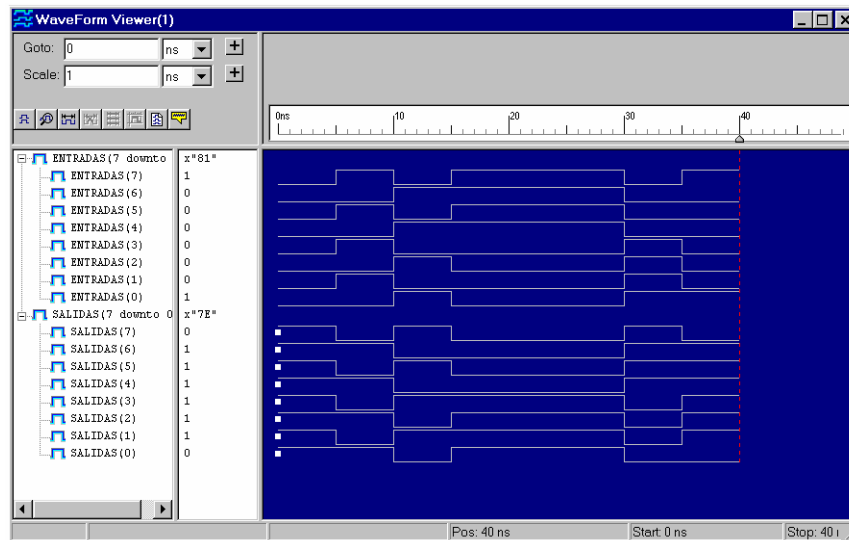 WaveForm Viewer(1)
Goto: 0 ns
Scale: 1 ns
0ns 10 20 30 40
ENTRADAS(7 downto x"81"
ENTRADAS(7) 1
ENTRADAS(6) 0
ENTRADAS(5) 0
ENTRADAS(4) 0
ENTRADAS(3) 0
ENTRADAS(2) 0
ENTRADAS(1) 0
ENTRADAS(0) 1
SALIDAS(7 downto 0 x"7E"
SALIDAS(7) 0
SALIDAS(6) 1
SALIDAS(5) 1
SALIDAS(4) 1
SALIDAS(3) 1
SALIDAS(2) 1
SALIDAS(1) 1
SALIDAS(0) 0
Pos: 40 ns Start: 0 ns Stop: 40